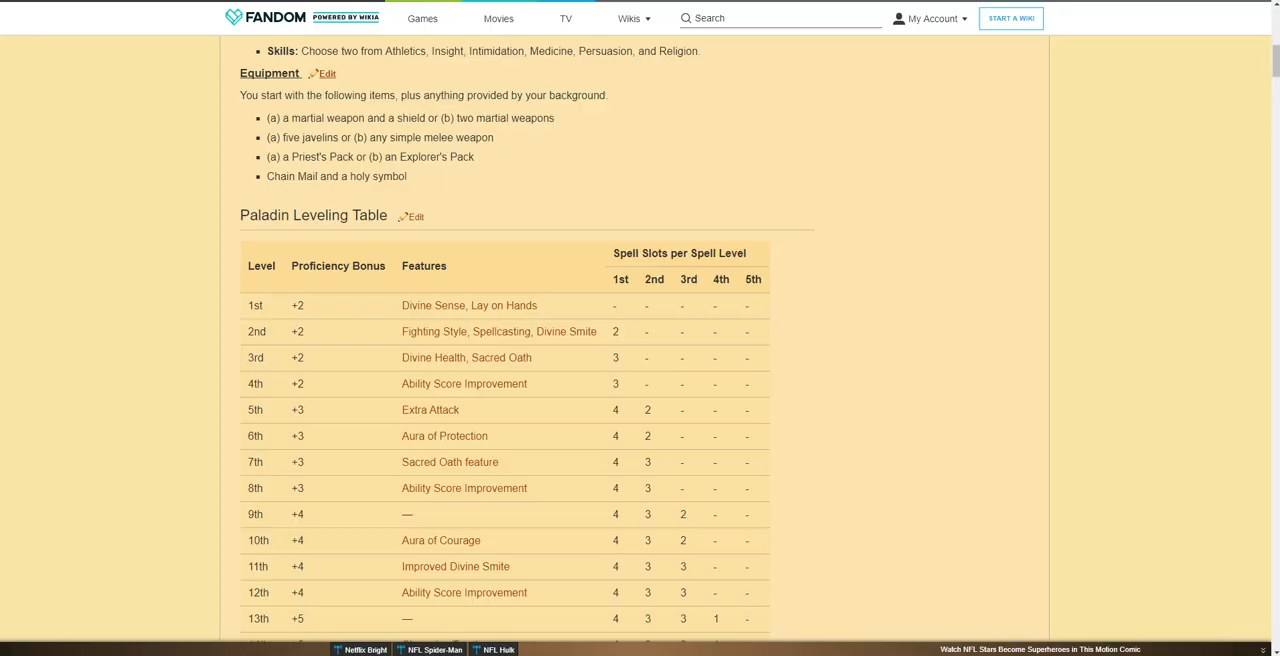 FANDOM POWERED BY WIKIA Games Movies TV Wikis Search My Account START A WIKI
Skills: Choose two from Athletics, Insight, Intimidation, Medicine, Persuasion, and Religion.
Equipment Edit
You start with the following items, plus anything provided by your background.
(a) a martial weapon and a shield or (b) two martial weapons
(a) five javelins or (b) any simple melee weapon
(a) a Priest's Pack or (b) an Explorer's Pack
Chain Mail and a holy symbol
Paladin Leveling Table Edit
Spell Slots per Spell Level
Level Proficiency Bonus Features
1st 2nd 3rd 4th 5th
1st +2 Divine Sense, Lay on Hands - - - - -
2nd +2 Fighting Style, Spellcasting, Divine Smite 2 - - - -
3rd +2 Divine Health, Sacred Oath 3 - - - -
4th +2 Ability Score Improvement 3 - - - -
5th +3 Extra Attack 4 2 - - -
6th +3 Aura of Protection 4 2 - - -
7th +3 Sacred Oath feature 4 3 - - -
8th +3 Ability Score Improvement 4 3 - - -
9th +4 — 4 3 2 - -
10th +4 Aura of Courage 4 3 2 - -
11th +4 Improved Divine Smite 4 3 3 - -
12th +4 Ability Score Improvement 4 3 3 - -
13th +5 — 4 3 3 1 -
Netflix Bright NFL Spider-Man NFL Hulk Watch NFL Stars Become Superheroes in This Motion Comic